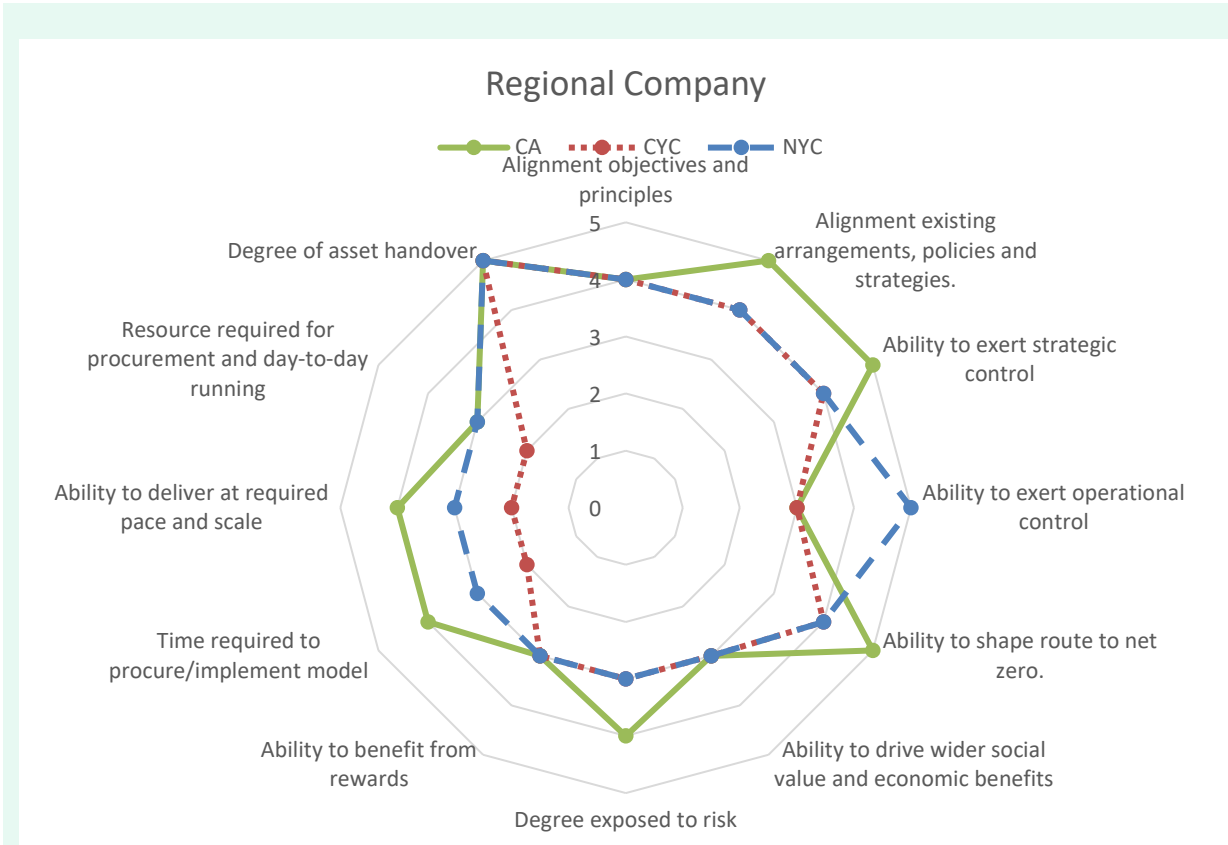 Regional Company
CA CYC NYC
Alignment objectives and
principles
Alignment existing
arrangements, policies and
strategies.
Ability to exert strategic
control
Ability to exert operational
control
Ability to shape route to net
zero.
Ability to drive wider social
value and economic benefits
Degree exposed to risk
Ability to benefit from
rewards
Time required to
procure/implement model
Ability to deliver at required
pace and scale
Resource required for
procurement and day-to-day
running
Degree of asset handover
5
4
3
2
1
0